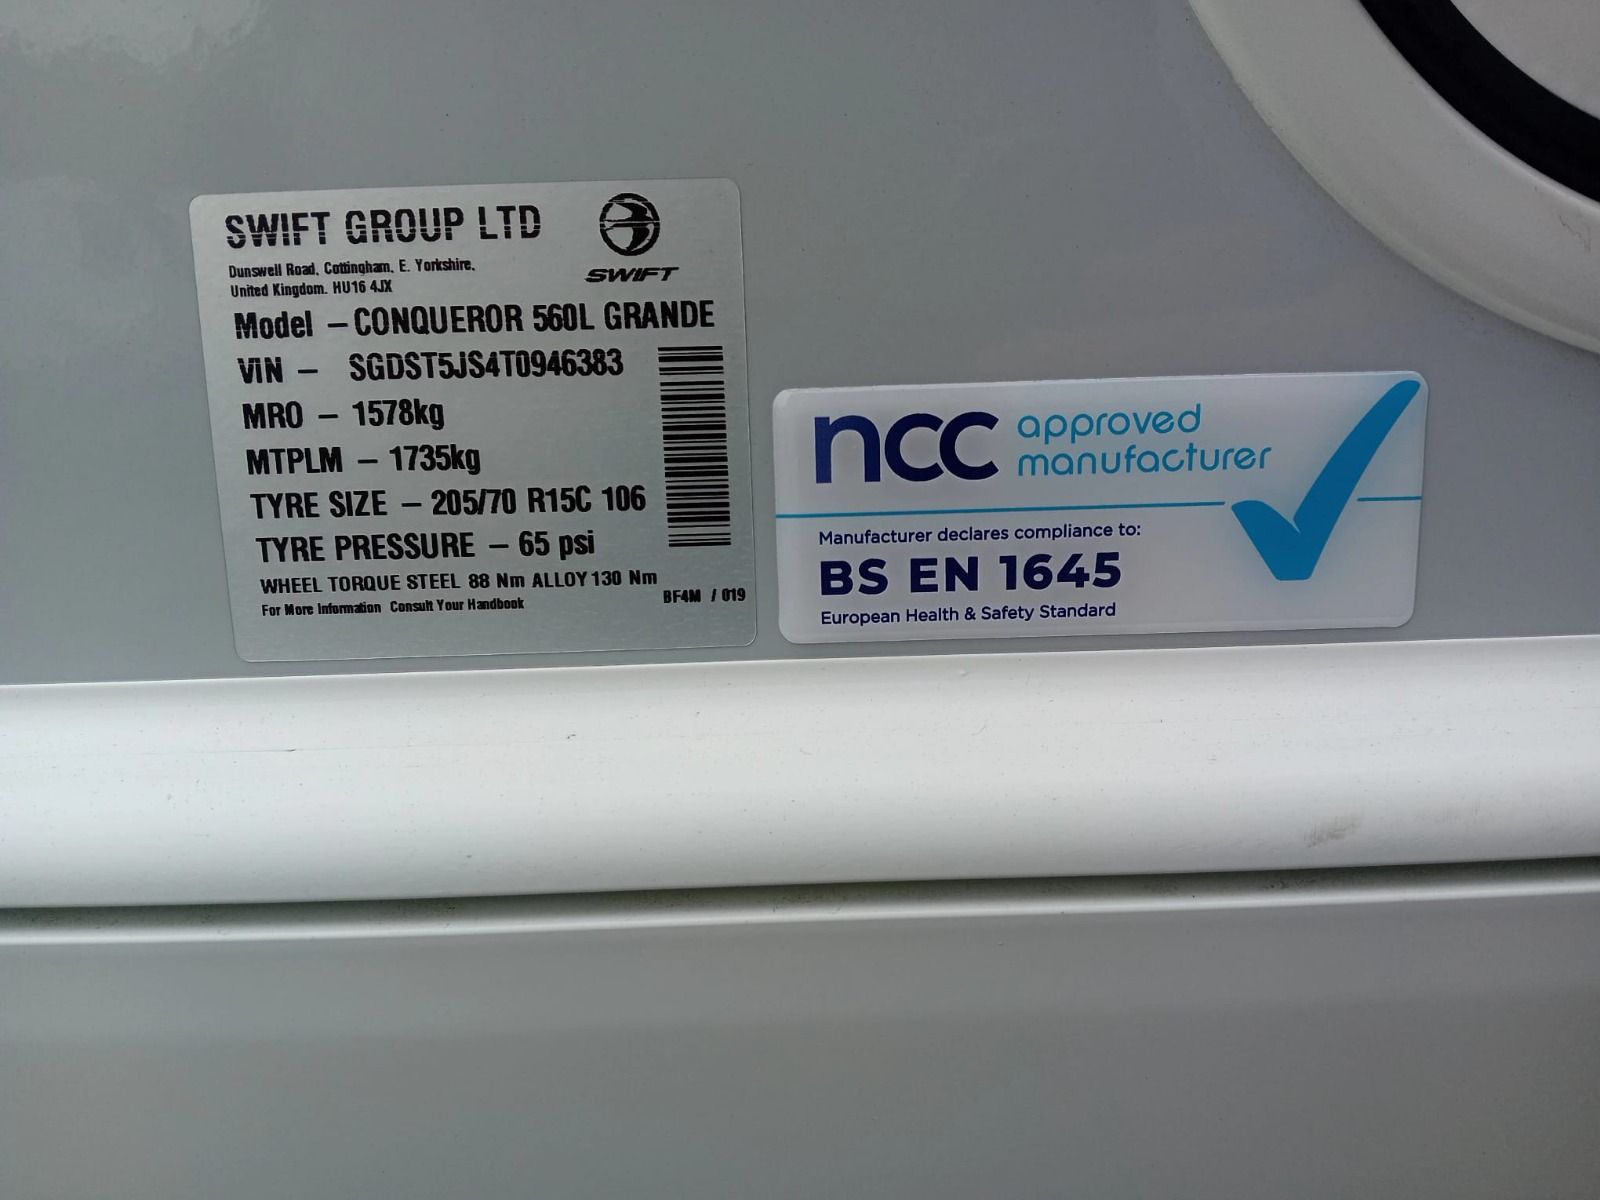 SWIFT GROUP LTD
SWIFT
Dunswell Road, Cottingham, E. Yorkshire,
United Kingdom. HU16 4JX
Model – CONQUEROR 560L GRANDE
VIN – SGDST5JS4T0946383
MRO – 1578kg
MTPLM – 1735kg
TYRE SIZE – 205/70 R15C 106
TYRE PRESSURE – 65 psi
WHEEL TORQUE STEEL 88 Nm ALLOY 130 Nm
For More Information Consult Your Handbook
BF4M / 019
ncc approved
manufacturer
Manufacturer declares compliance to:
BS EN 1645
European Health & Safety Standard